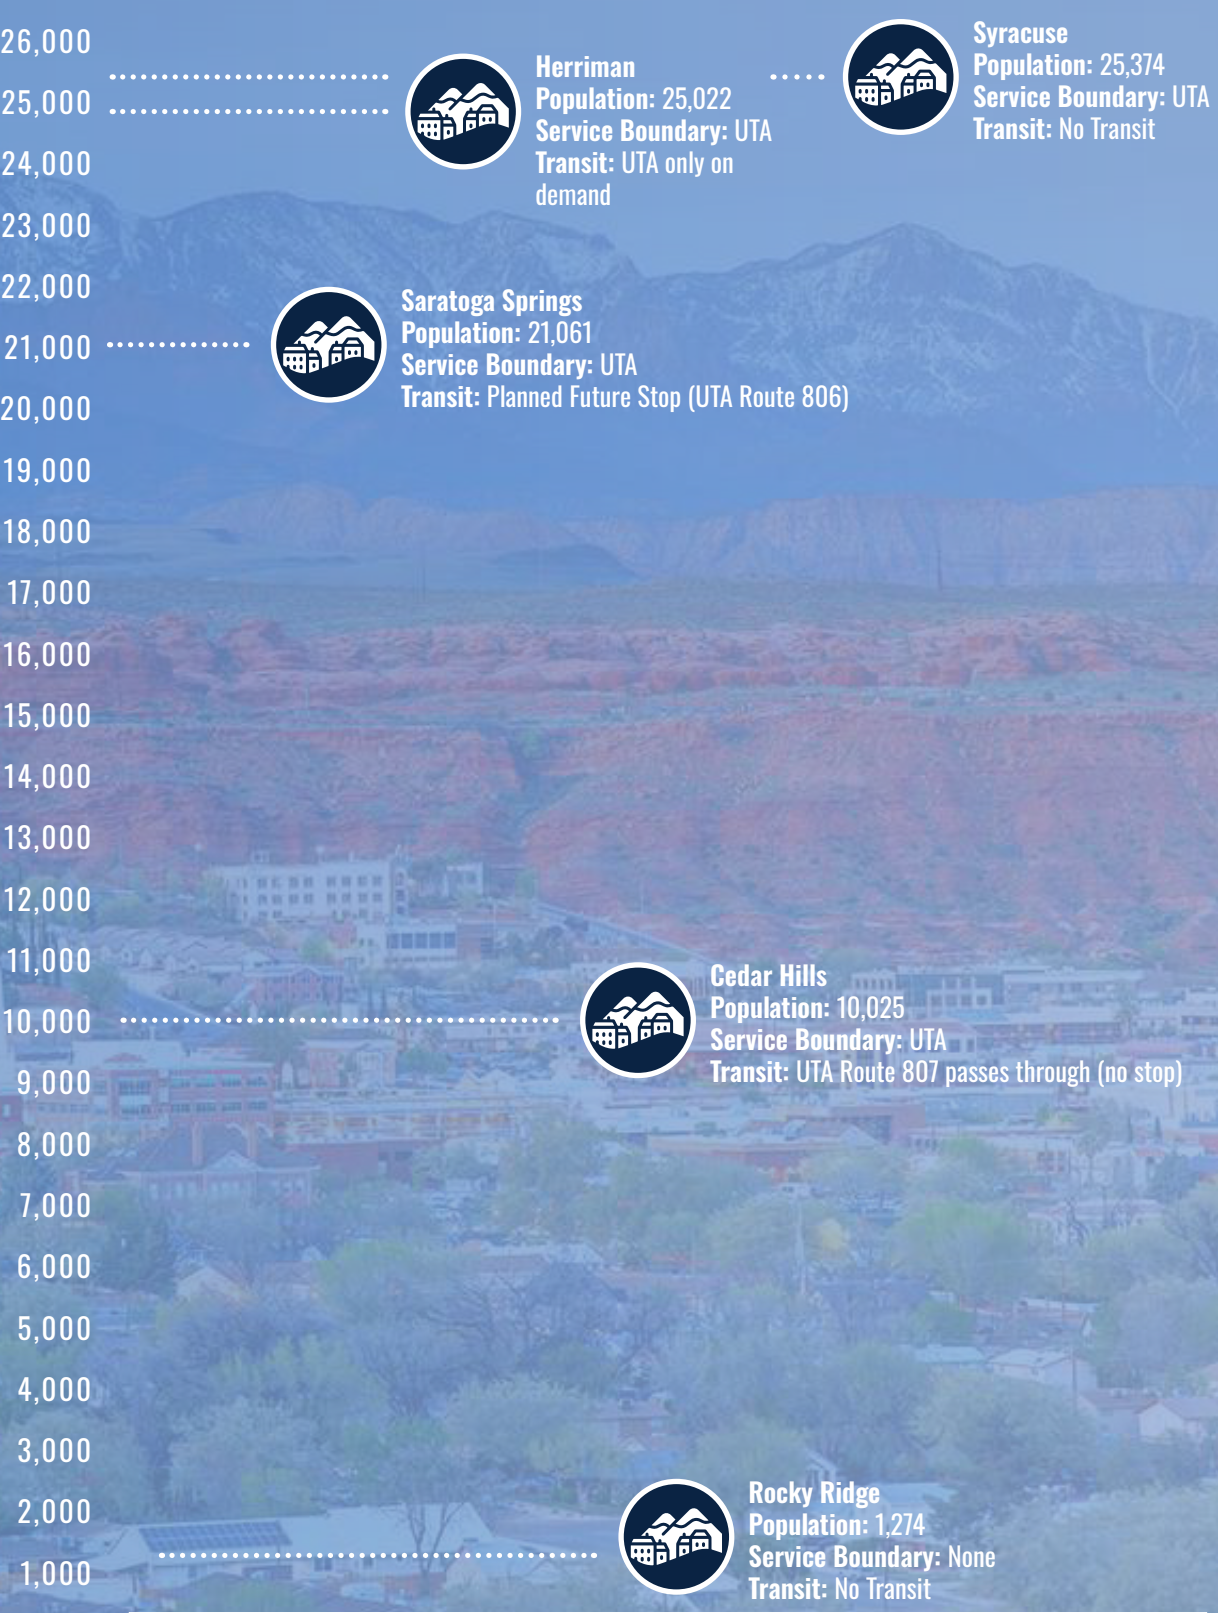 26,000
25,000
24,000
23,000
22,000
21,000
20,000
19,000
18,000
17,000
16,000
15,000
14,000
13,000
12,000
11,000
10,000
9,000
8,000
7,000
6,000
5,000
4,000
3,000
2,000
1,000
Herriman
Population: 25,022
Service Boundary: UTA
Transit: UTA only on
demand
Syracuse
Population: 25,374
Service Boundary: UTA
Transit: No Transit
Saratoga Springs
Population: 21,061
Service Boundary: UTA
Transit: Planned Future Stop (UTA Route 806)
Cedar Hills
Population: 10,025
Service Boundary: UTA
Transit: UTA Route 807 passes through (no stop)
Rocky Ridge
Population: 1,274
Service Boundary: None
Transit: No Transit